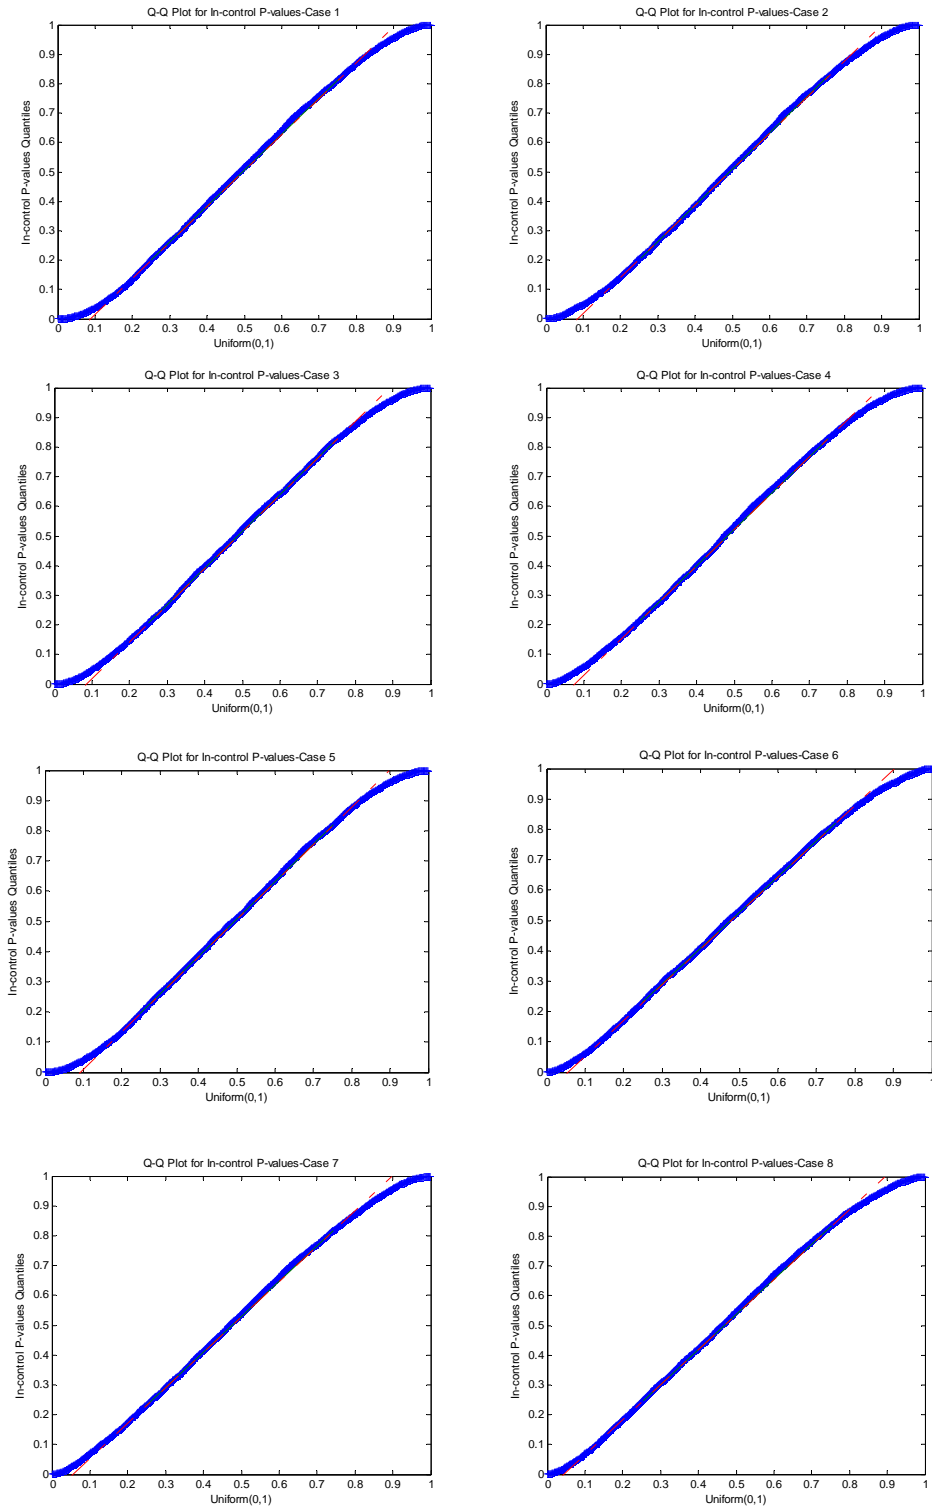 Q-Q Plot for In-control P-values-Case 1
In-control P-values Quantiles
1
0.9
0.8
0.7
0.6
0.5
0.4
0.3
0.2
0.1
0
0 0.1 0.2 0.3 0.4 0.5 0.6 0.7 0.8 0.9 1
Uniform(0,1)
Q-Q Plot for In-control P-values-Case 2
In-control P-values Quantiles
1
0.9
0.8
0.7
0.6
0.5
0.4
0.3
0.2
0.1
0
0 0.1 0.2 0.3 0.4 0.5 0.6 0.7 0.8 0.9 1
Uniform(0,1)
Q-Q Plot for In-control P-values-Case 3
In-control P-values Quantiles
1
0.9
0.8
0.7
0.6
0.5
0.4
0.3
0.2
0.1
0
0 0.1 0.2 0.3 0.4 0.5 0.6 0.7 0.8 0.9 1
Uniform(0,1)
Q-Q Plot for In-control P-values-Case 4
In-control P-values Quantiles
1
0.9
0.8
0.7
0.6
0.5
0.4
0.3
0.2
0.1
0
0 0.1 0.2 0.3 0.4 0.5 0.6 0.7 0.8 0.9 1
Uniform(0,1)
Q-Q Plot for In-control P-values-Case 5
In-control P-values Quantiles
1
0.9
0.8
0.7
0.6
0.5
0.4
0.3
0.2
0.1
0
0 0.1 0.2 0.3 0.4 0.5 0.6 0.7 0.8 0.9 1
Uniform(0,1)
Q-Q Plot for In-control P-values-Case 6
In-control P-values Quantiles
1
0.9
0.8
0.7
0.6
0.5
0.4
0.3
0.2
0.1
0
0 0.1 0.2 0.3 0.4 0.5 0.6 0.7 0.8 0.9 1
Uniform(0,1)
Q-Q Plot for In-control P-values-Case 7
In-control P-values Quantiles
1
0.9
0.8
0.7
0.6
0.5
0.4
0.3
0.2
0.1
0
0 0.1 0.2 0.3 0.4 0.5 0.6 0.7 0.8 0.9 1
Uniform(0,1)
Q-Q Plot for In-control P-values-Case 8
In-control P-values Quantiles
1
0.9
0.8
0.7
0.6
0.5
0.4
0.3
0.2
0.1
0
0 0.1 0.2 0.3 0.4 0.5 0.6 0.7 0.8 0.9 1
Uniform(0,1)